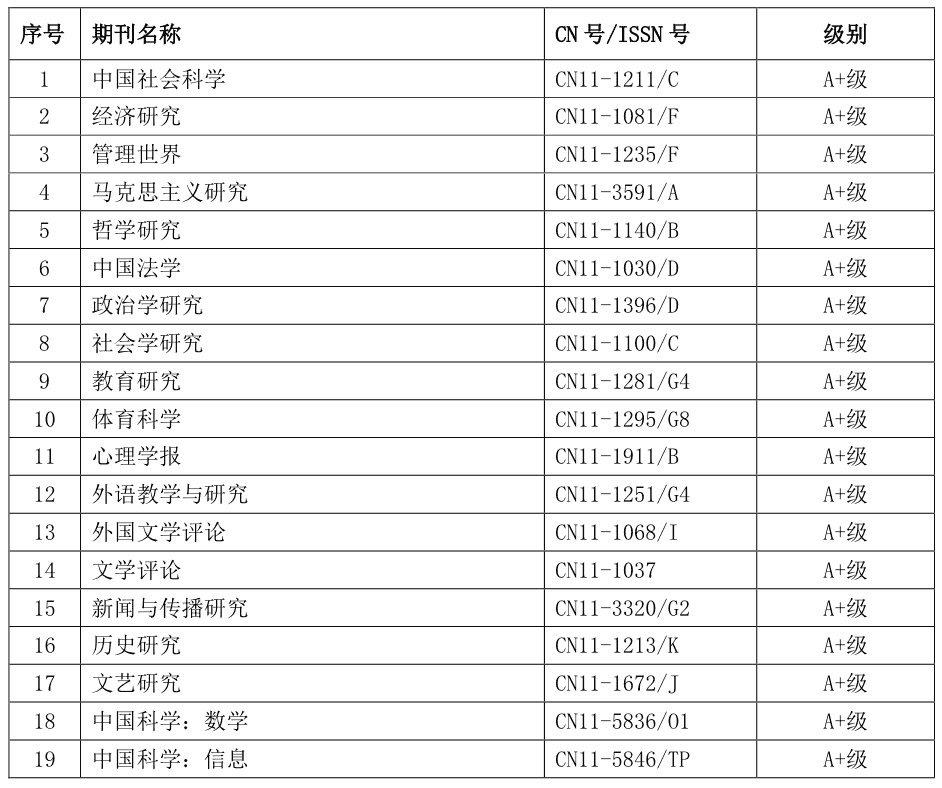 序号 期刊名称 CN 号/ISSN 号 级别
1 中国社会科学 CN11-1211/C A+级
2 经济研究 CN11-1081/F A+级
3 管理世界 CN11-1235/F A+级
4 马克思主义研究 CN11-3591/A A+级
5 哲学研究 CN11-1140/B A+级
6 中国法学 CN11-1030/D A+级
7 政治学研究 CN11-1396/D A+级
8 社会学研究 CN11-1100/C A+级
9 教育研究 CN11-1281/G4 A+级
10 体育科学 CN11-1295/G8 A+级
11 心理学报 CN11-1911/B A+级
12 外语教学与研究 CN11-1251/G4 A+级
13 外国文学评论 CN11-1068/I A+级
14 文学评论 CN11-1037 A+级
15 新闻与传播研究 CN11-3320/G2 A+级
16 历史研究 CN11-1213/K A+级
17 文艺研究 CN11-1672/J A+级
18 中国科学：数学 CN11-5836/O1 A+级
19 中国科学：信息 CN11-5846/TP A+级